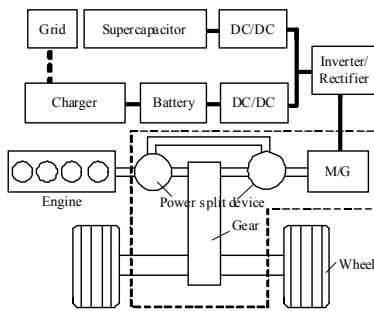 Grid
Supercapacitor
DC/DC
Inverter/
Rectifier
Charger
Battery
DC/DC
M/G
Engine
Power split device
Gear
Wheel